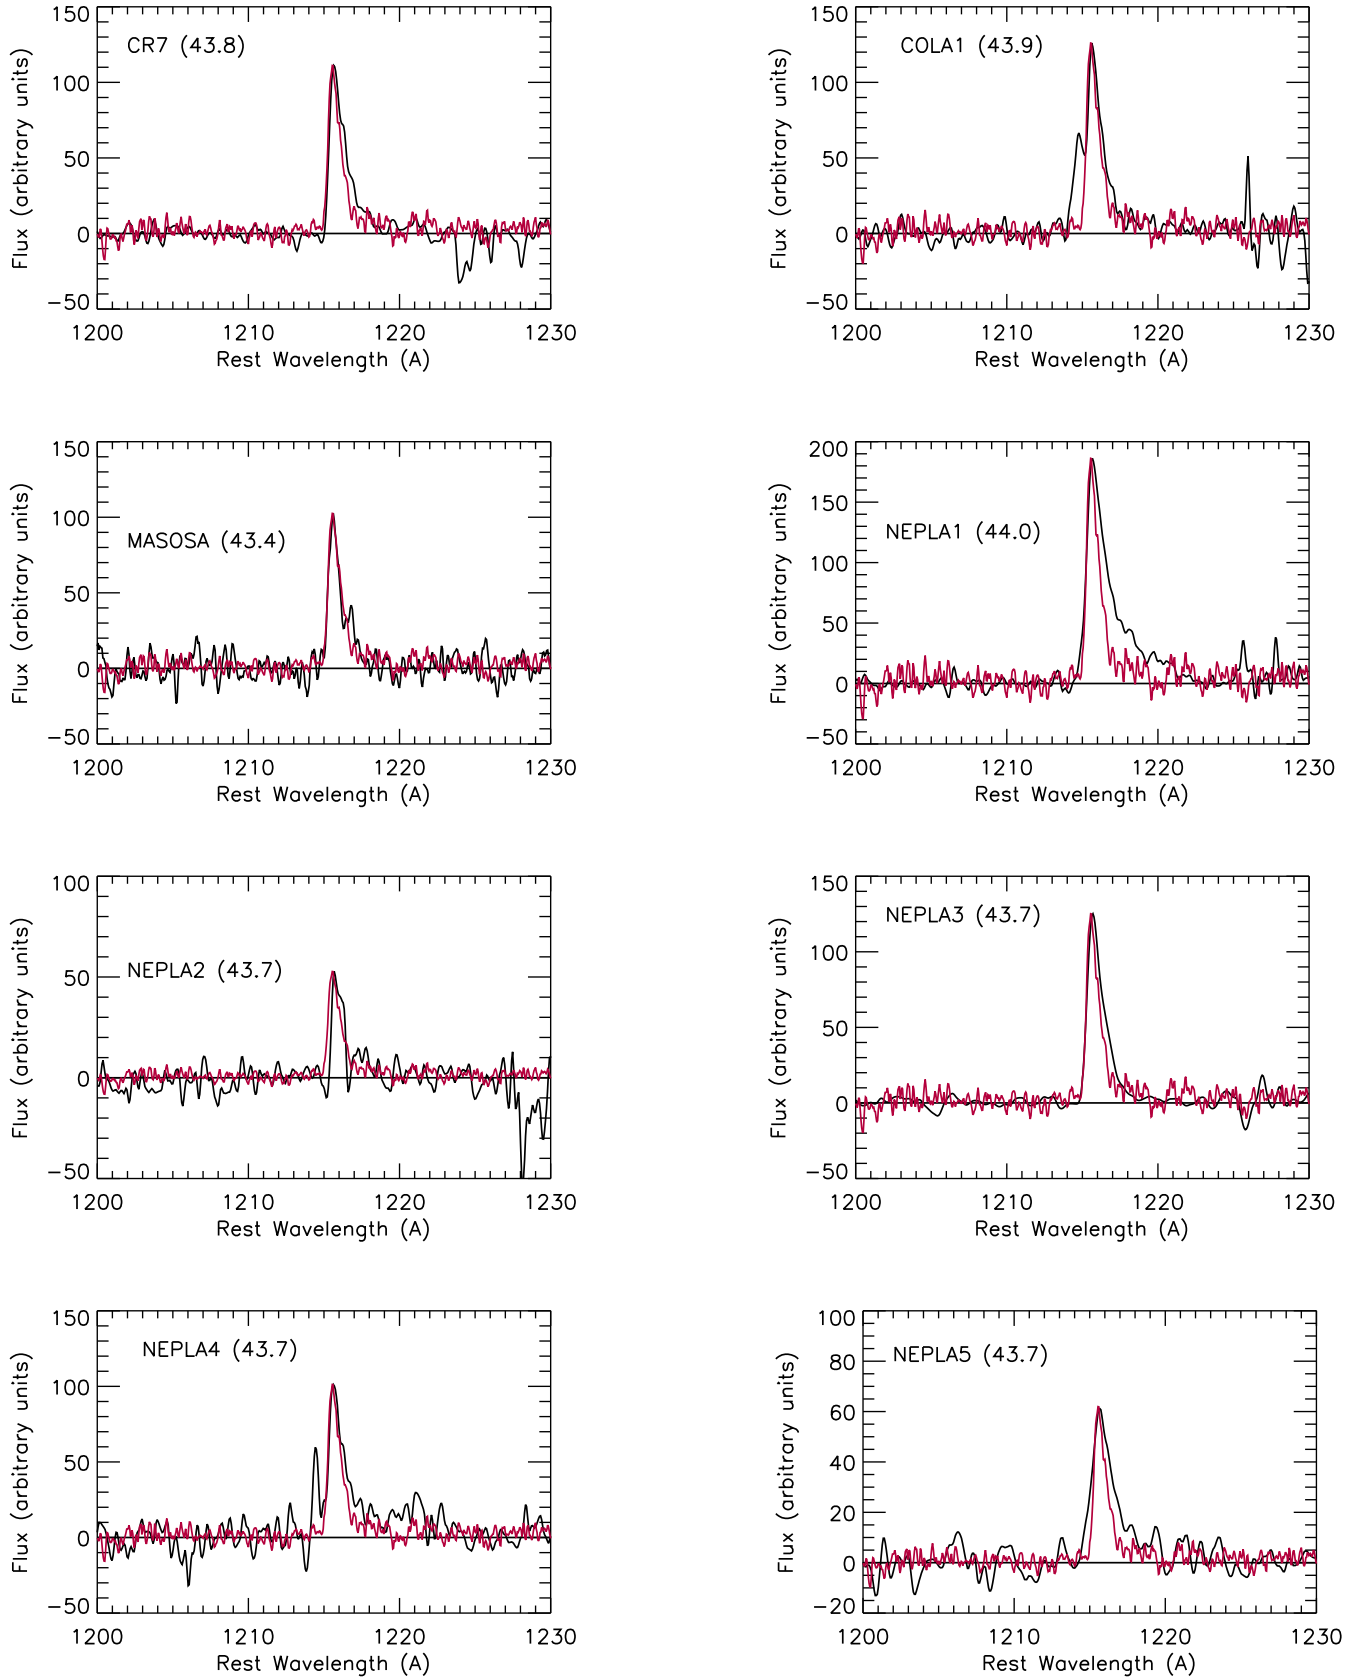 CR7 (43.8)
Flux (arbitrary units)
150
100
50
0
−50
1200 1210 1220 1230
Rest Wavelength (A)
COLA1 (43.9)
Flux (arbitrary units)
150
100
50
0
−50
1200 1210 1220 1230
Rest Wavelength (A)
MASOSA (43.4)
Flux (arbitrary units)
150
100
50
0
−50
1200 1210 1220 1230
Rest Wavelength (A)
NEPLA1 (44.0)
Flux (arbitrary units)
200
150
100
50
0
−50
1200 1210 1220 1230
Rest Wavelength (A)
NEPLA2 (43.7)
Flux (arbitrary units)
100
50
0
−50
1200 1210 1220 1230
Rest Wavelength (A)
NEPLA3 (43.7)
Flux (arbitrary units)
150
100
50
0
−50
1200 1210 1220 1230
Rest Wavelength (A)
NEPLA4 (43.7)
Flux (arbitrary units)
150
100
50
0
−50
1200 1210 1220 1230
Rest Wavelength (A)
NEPLA5 (43.7)
Flux (arbitrary units)
100
80
60
40
20
0
−20
1200 1210 1220 1230
Rest Wavelength (A)